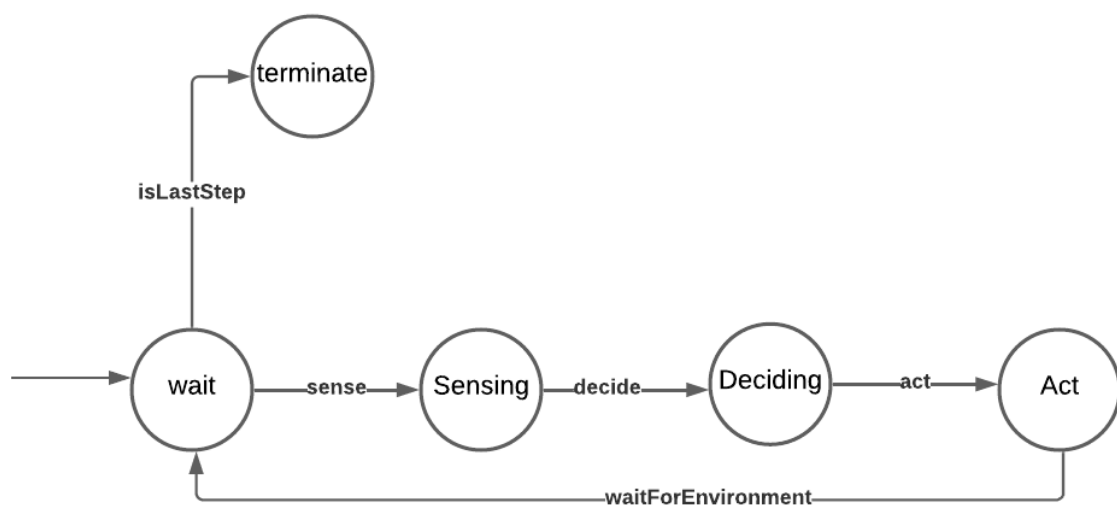 terminate
isLastStep
wait
sense
Sensing
decide
Deciding
act
Act
waitForEnvironment